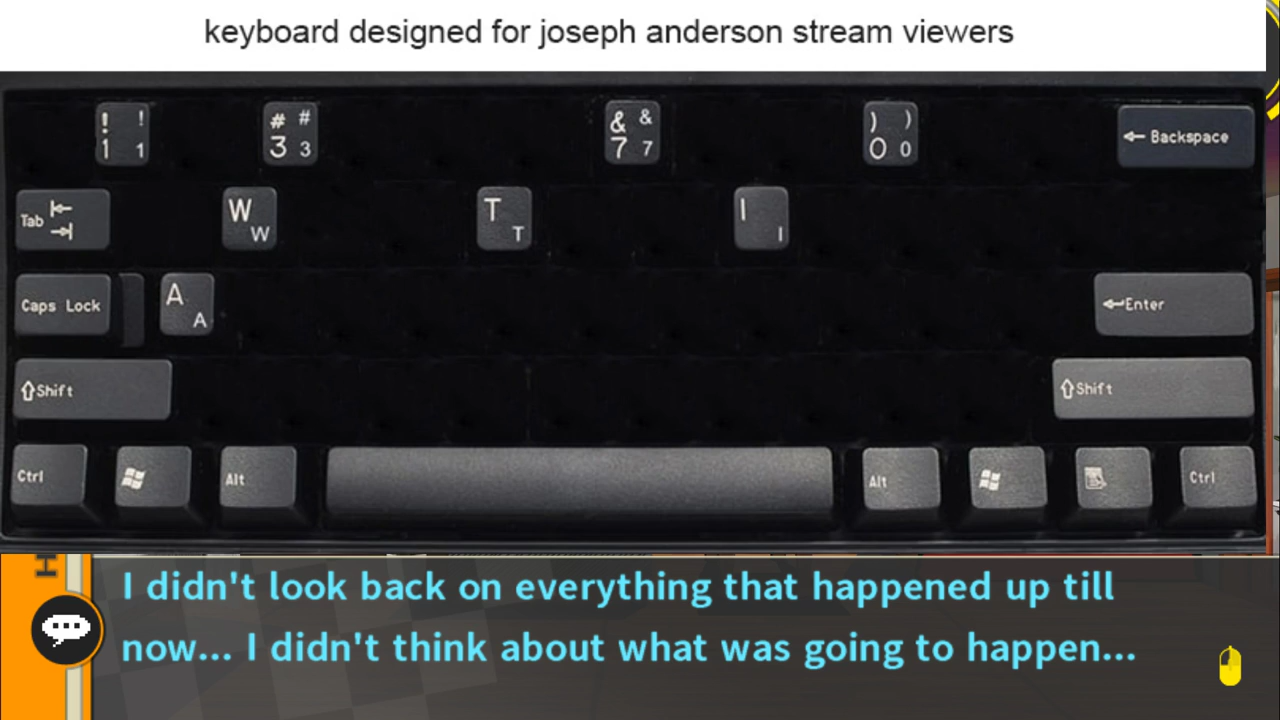 keyboard designed for joseph anderson stream viewers
! ! # # & & ) )
1 1 3 3 7 7 0 0 Backspace
Tab W W T T I I
Caps Lock A A Enter
Shift Shift
Ctrl Alt Alt Ctrl
I didn't look back on everything that happened up till
now... I didn't think about what was going to happen...